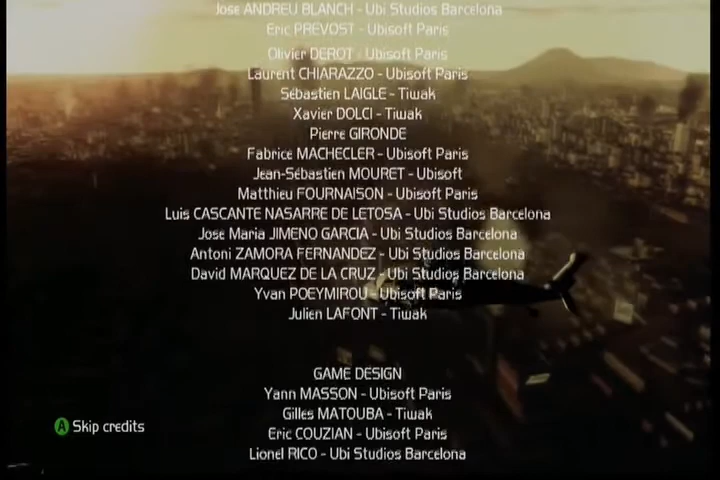 Jose ANDREU BLANCH - Ubi Studios Barcelona
Eric PREVOST - Ubisoft Paris
Olivier DEROT - Ubisoft Paris
Laurent CHIARAZZO - Ubisoft Paris
Sébastien LAIGLE - Tiwak
Xavier DOLCI - Tiwak
Pierre GIRONDE
Fabrice MACHECLER - Ubisoft Paris
Jean-Sébastien MOURET - Ubisoft
Matthieu FOURNAISON - Ubisoft Paris
Luis CASCANTE NASARRE DE LETOSA - Ubi Studios Barcelona
Jose Maria JIMENO GARCIA - Ubi Studios Barcelona
Antoni ZAMORA FERNANDEZ - Ubi Studios Barcelona
David MARQUEZ DE LA CRUZ - Ubi Studios Barcelona
Yvan POEYMIROU - Ubisoft Paris
Julien LAFONT - Tiwak
GAME DESIGN
Yann MASSON - Ubisoft Paris
Gilles MATOUBA - Tiwak
Eric COUZIAN - Ubisoft Paris
Lionel RICO - Ubi Studios Barcelona
A Skip credits